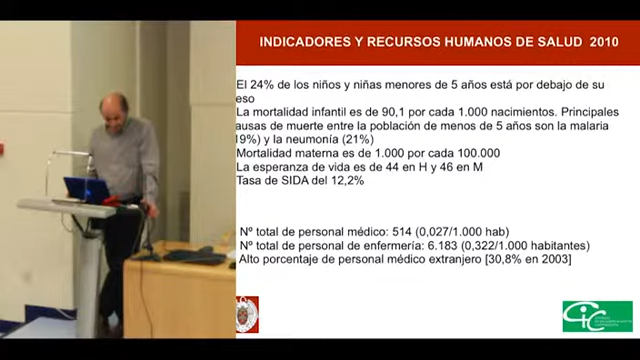 INDICADORES Y RECURSOS HUMANOS DE SALUD 2010
El 24% de los niños y niñas menores de 5 años está por debajo de su
eso
La mortalidad infantil es de 90,1 por cada 1.000 nacimientos. Principales
ausas de muerte entre la población de menos de 5 años son la malaria
19%) y la neumonía (21%)
Mortalidad materna es de 1.000 por cada 100.000
La esperanza de vida es de 44 en H y 46 en M
Tasa de SIDA del 12,2%
Nº total de personal médico: 514 (0,027/1.000 hab)
Nº total de personal de enfermería: 6.183 (0,322/1.000 habitantes)
Alto porcentaje de personal médico extranjero [30,8% en 2003]